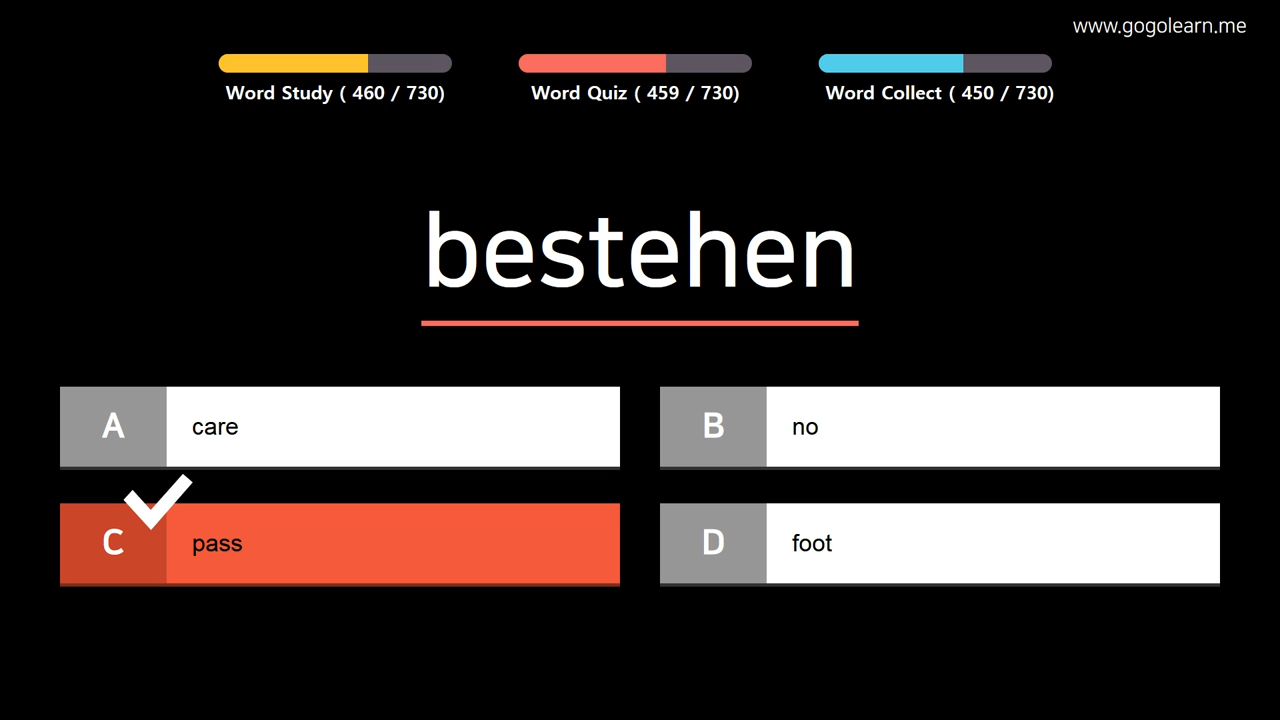 www.gogolearn.me
Word Study ( 460 / 730)
Word Quiz ( 459 / 730)
Word Collect ( 450 / 730)
bestehen
A care
B no
C pass
D foot